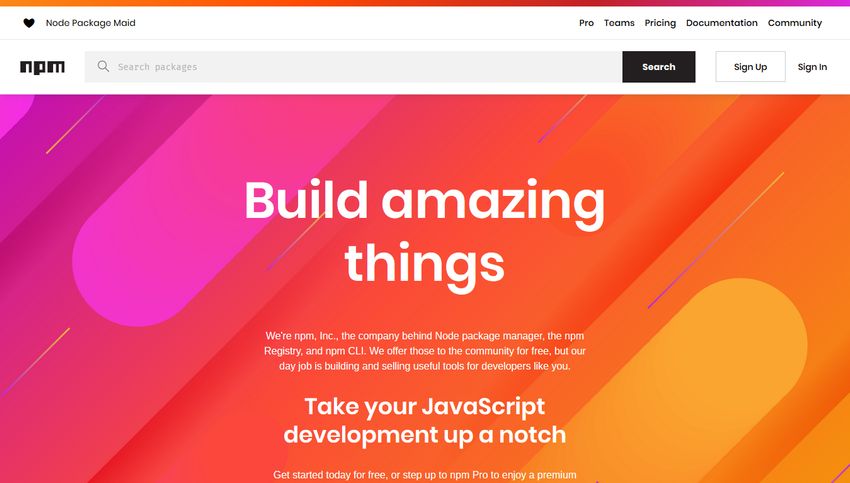 Node Package Maid
Pro Teams Pricing Documentation Community
npm
Search packages
Search
Sign Up
Sign In
Build amazing
things
We're npm, Inc., the company behind Node package manager, the npm
Registry, and npm CLI. We offer those to the community for free, but our
day job is building and selling useful tools for developers like you.
Take your JavaScript
development up a notch
Get started today for free, or step up to npm Pro to enjoy a premium